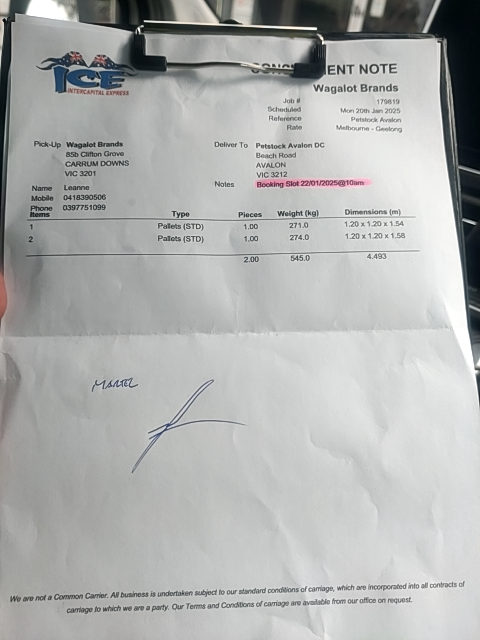 ICE
INTERCAPITAL EXPRESS
ENT NOTE
Wagalot Brands
Job # 179819
Scheduled Mon 20th Jan 2025
Reference Petstock Avalon
Rate Melbourne - Geelong
Pick-Up Wagalot Brands
85b Clifton Grove
CARRUM DOWNS
VIC 3201
Deliver To Petstock Avalon DC
Beach Road
AVALON
VIC 3212
Notes Booking Slot 22/01/2025@10am
Name Leanne
Mobile 0418390506
Phone 0397751099
Items Type Pieces Weight (kg) Dimensions (m)
1 Pallets (STD) 1.00 271.0 1.20 x 1.20 x 1.54
2 Pallets (STD) 1.00 274.0 1.20 x 1.20 x 1.58
2.00 545.0 4.493
We are not a Common Carrier. All business is undertaken subject to our standard conditions of carriage, which are incorporated into all contracts of
carriage to which we are a party. Our Terms and Conditions of carriage are available from our office on request.